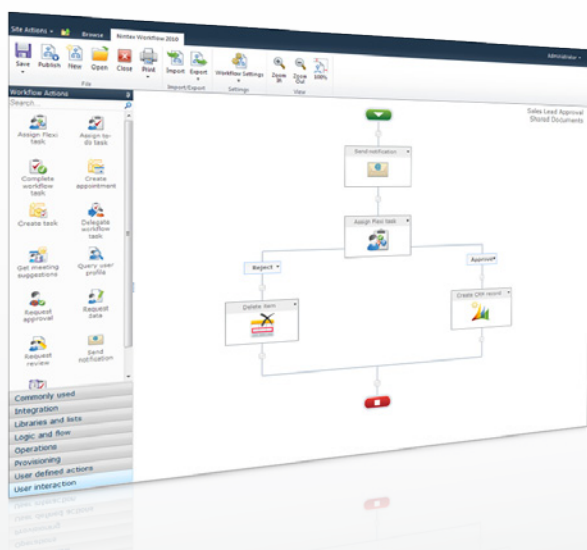 Site Actions
Browse
Nintex Workflow 2010
Administrator
Save
Publish
New
Open
Close
Print
Import
Export
Workflow Settings
Zoom In
Zoom Out
100%
File
Import/Export
Settings
View
Workflow Actions
Search...
Assign Flexi task
Assign to-do task
Complete workflow task
Create appointment
Create task
Delegate workflow task
Get meeting suggestions
Query user profile
Request approval
Request data
Request review
Send notification
Commonly used
Integration
Libraries and lists
Logic and flow
Operations
Provisioning
User defined actions
User interaction
Sales Lead Approval
Shared Documents
Send notification
Assign Flexi task
Reject
Approve
Delete item
Create CRM record